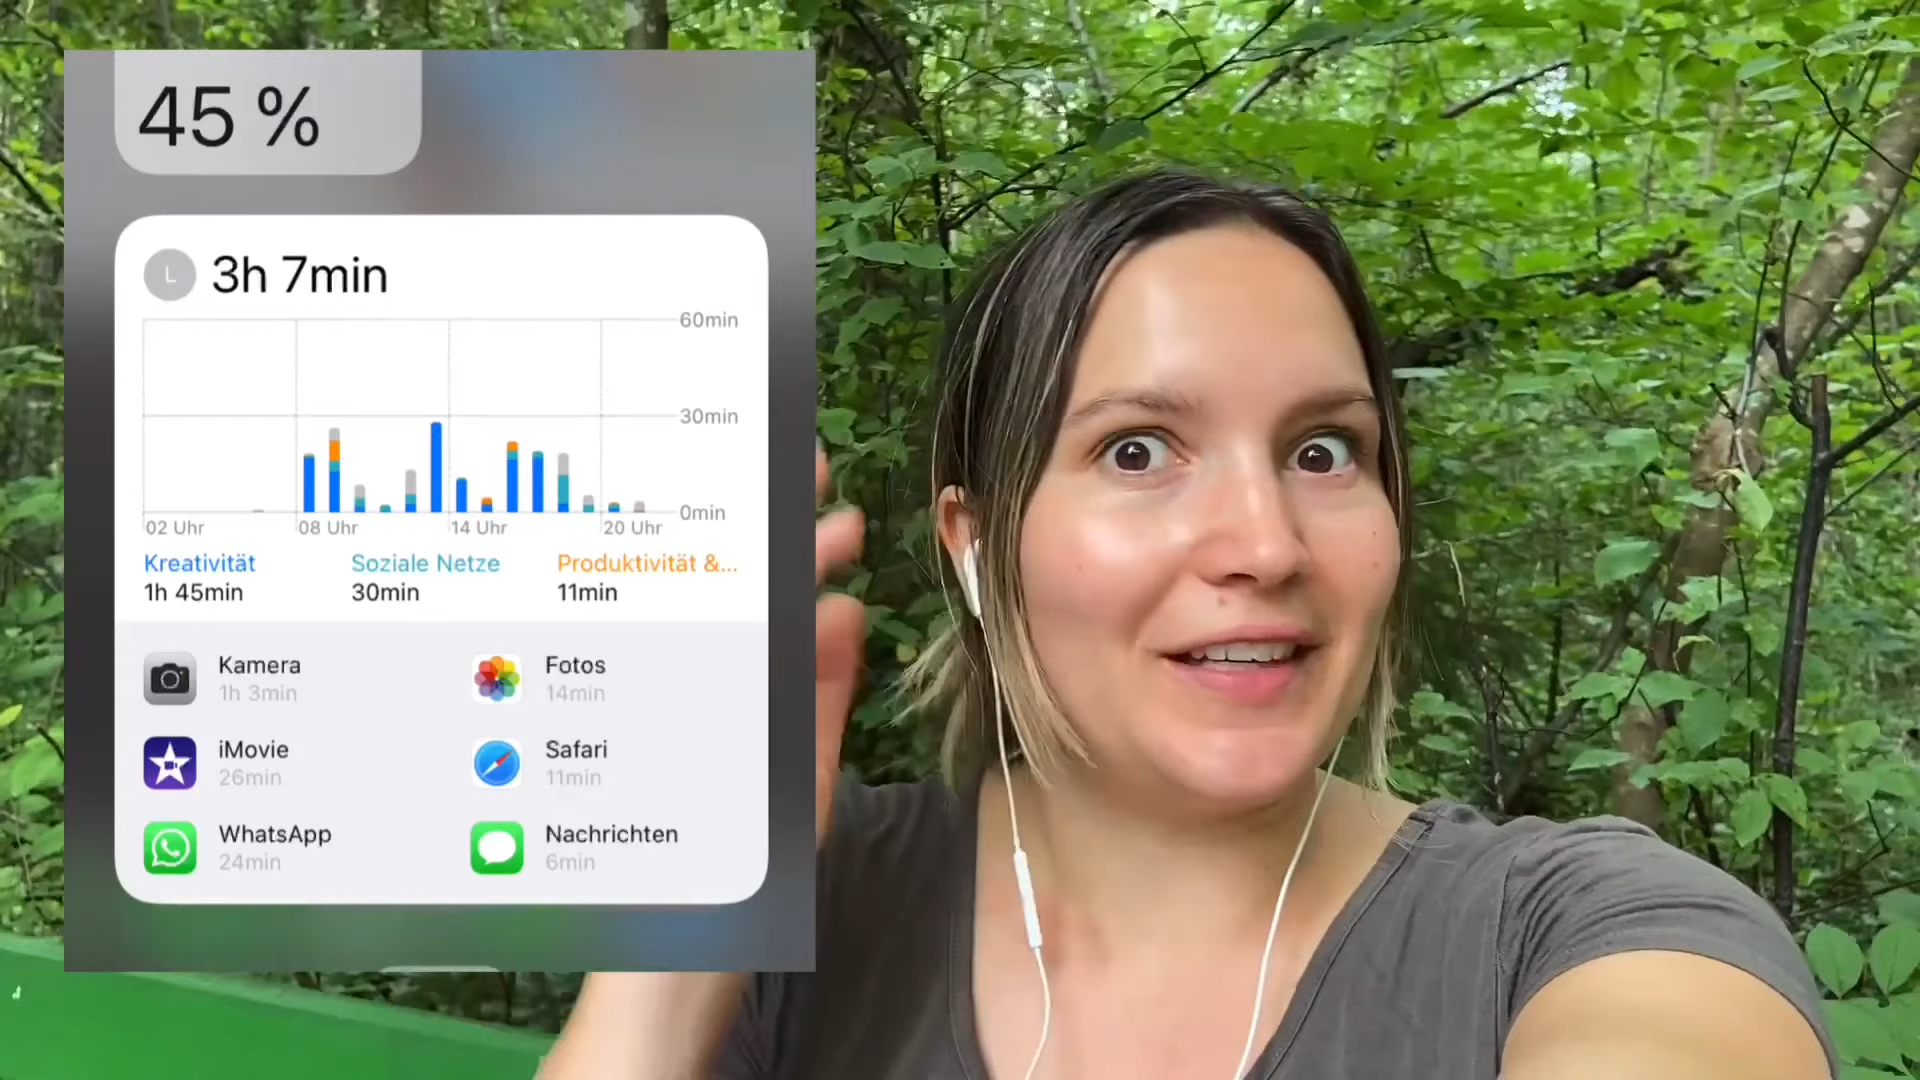 45 %
L 3h 7min
60min
30min
0min
02 Uhr 08 Uhr 14 Uhr 20 Uhr
Kreativität Soziale Netze Produktivität &...
1h 45min 30min 11min
Kamera Fotos
1h 3min 14min
iMovie Safari
26min 11min
WhatsApp Nachrichten
24min 6min